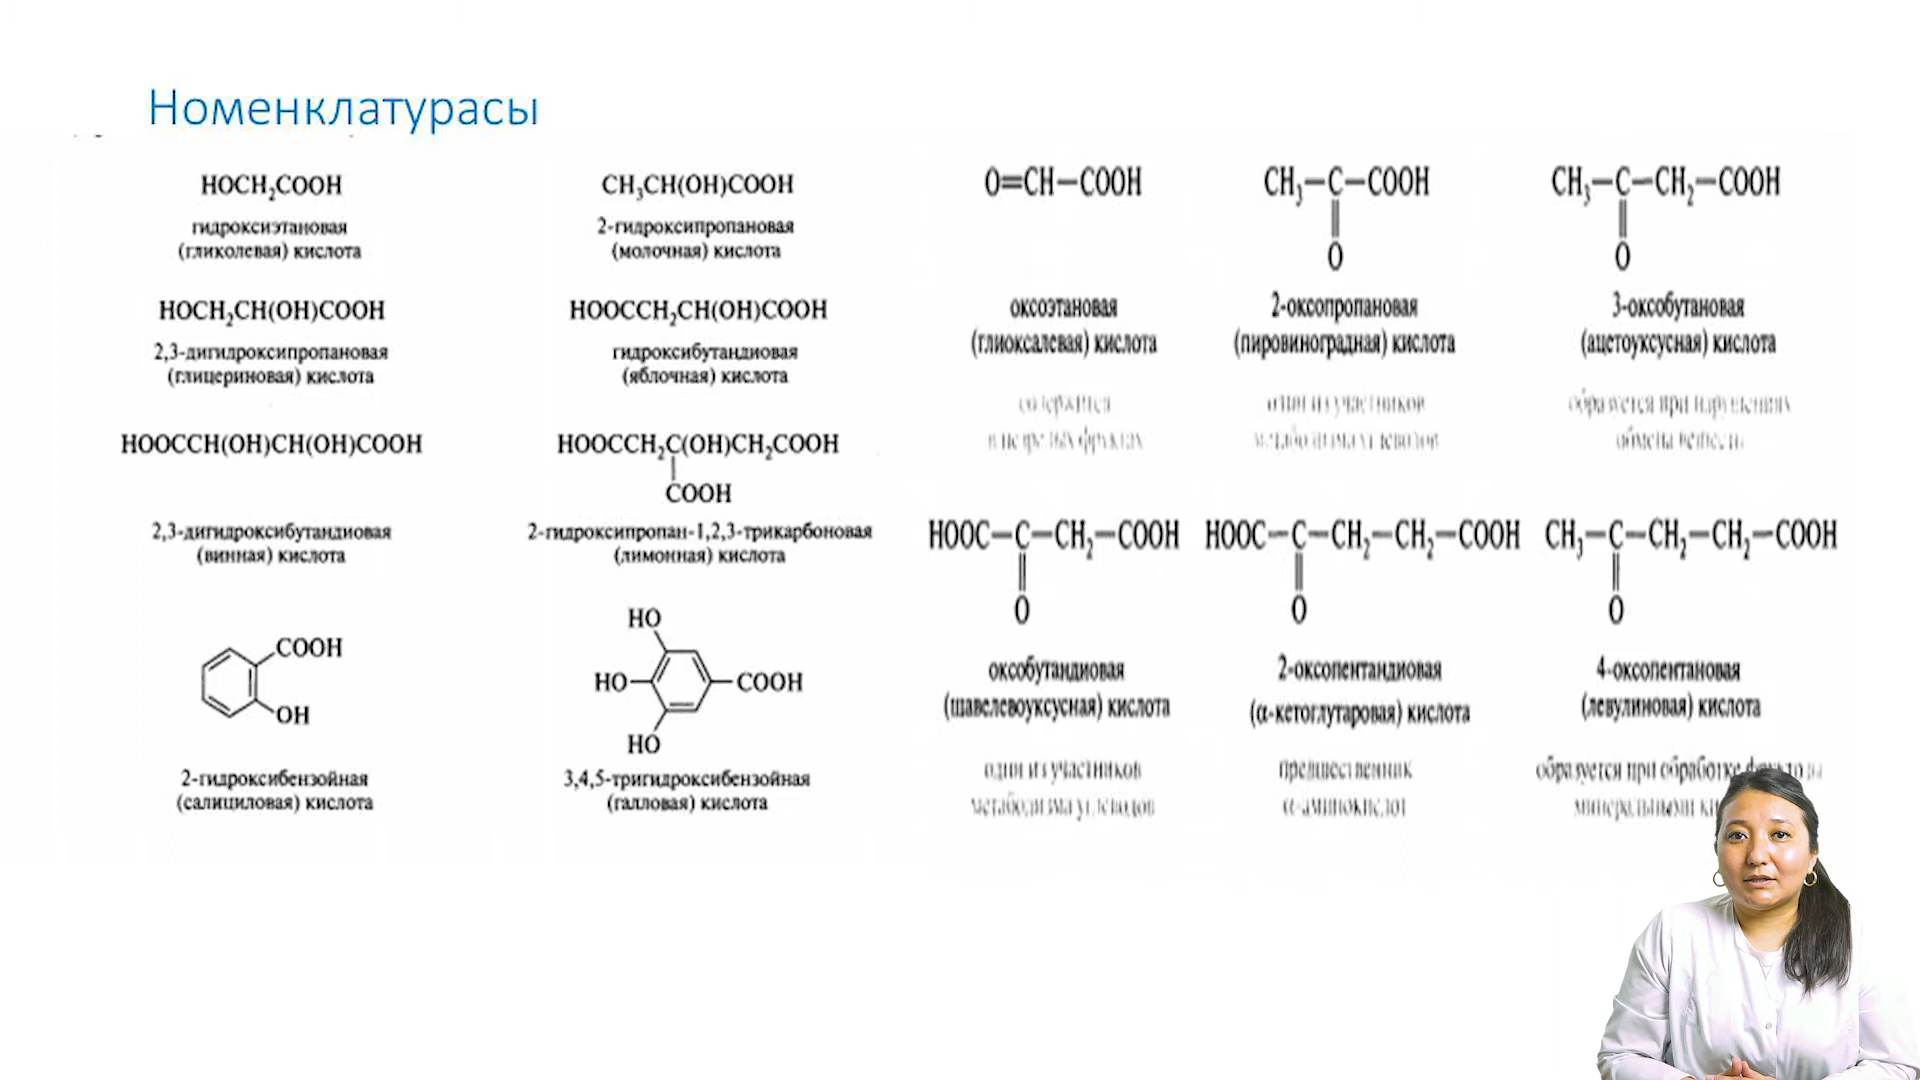 Номенклатурасы
HOCH₂COOH
гидроксиэтановая
(гликолевая) кислота
CH₃CH(OH)COOH
2-гидроксипропановая
(молочная) кислота
HOCH₂CH(OH)COOH
2,3-дигидроксипропановая
(глицериновая) кислота
HOOCCH₂CH(OH)COOH
гидроксибутандиовая
(яблочная) кислота
HOOCCH(OH)CH(OH)COOH
2,3-дигидроксибутандиовая
(винная) кислота
HOOCCH₂C(OH)CH₂COOH
COOH
2-гидроксипропан-1,2,3-трикарбоновая
(лимонная) кислота
COOH
OH
2-гидроксибензойная
(салициловая) кислота
HO
HO
COOH
HO
3,4,5-тригидроксибензойная
(галловая) кислота
O=CH–COOH
оксоэтановая
(глиоксалевая) кислота
содержится
в незрелых фруктах
CH₃–C–COOH
O
2-оксопропановая
(пировиноградная) кислота
один из участников
метаболизма углеводов
CH₃–C–CH₂–COOH
O
3-оксобутановая
(ацетоуксусная) кислота
образуется при нарушениях
обмена веществ
HOOC–C–CH₂–COOH
O
оксобутандиовая
(щавелевоуксусная) кислота
один из участников
метаболизма углеводов
HOOC–C–CH₂–CH₂–COOH
O
2-оксопентандиовая
(α-кетоглутаровая) кислота
предшественник
α-аминокислот
CH₃–C–CH₂–CH₂–COOH
O
4-оксопентановая
(левулиновая) кислота
образуется при обработке
минеральными